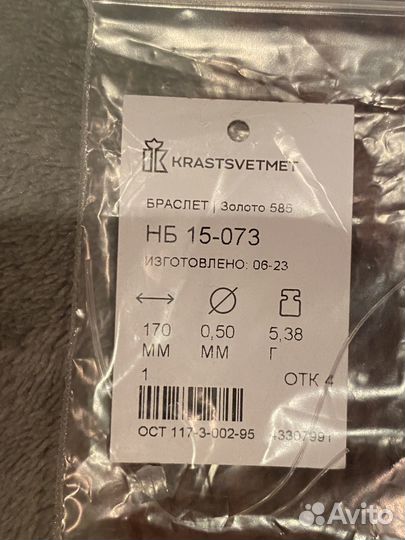 KRASTSVETMET
БРАСЛЕТ | Золото 585
НБ 15-073
ИЗГОТОВЛЕНО: 06-23
170 0,50 5,38
ММ ММ Г
1 ОТК 4
ОСТ 117-3-002-95 43307991
Avito